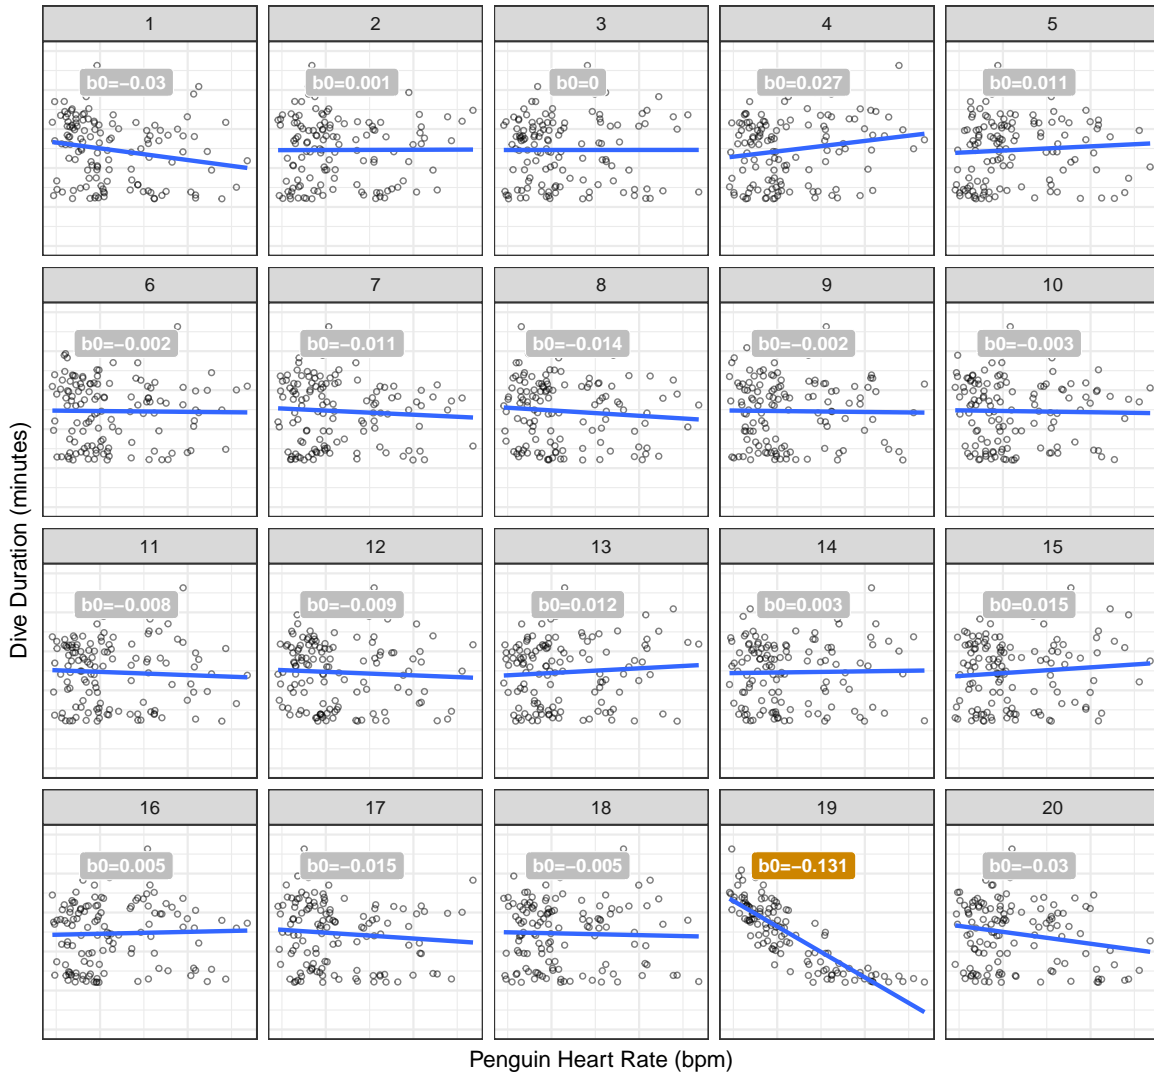 1 2 3 4 5
b0=−0.03 b0=0.001 b0=0 b0=0.027 b0=0.011
6 7 8 9 10
b0=−0.002 b0=−0.011 b0=−0.014 b0=−0.002 b0=−0.003
11 12 13 14 15
b0=−0.008 b0=−0.009 b0=0.012 b0=0.003 b0=0.015
16 17 18 19 20
b0=0.005 b0=−0.015 b0=−0.005 b0=−0.131 b0=−0.03
Dive Duration (minutes)
Penguin Heart Rate (bpm)